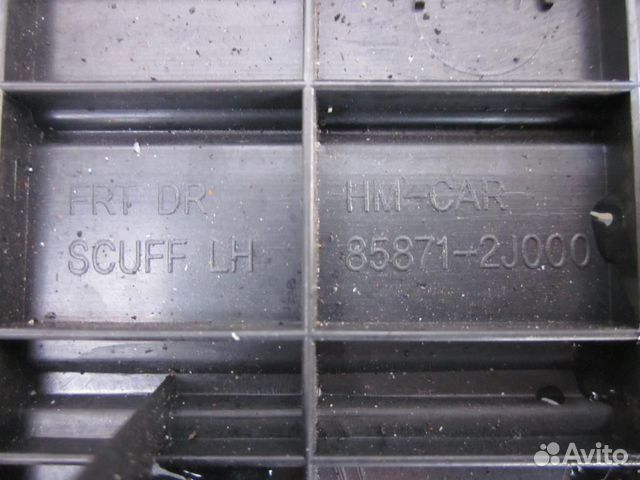 FRT DR
SCUFF LH
HM-CAR
85871-2J000
Avito